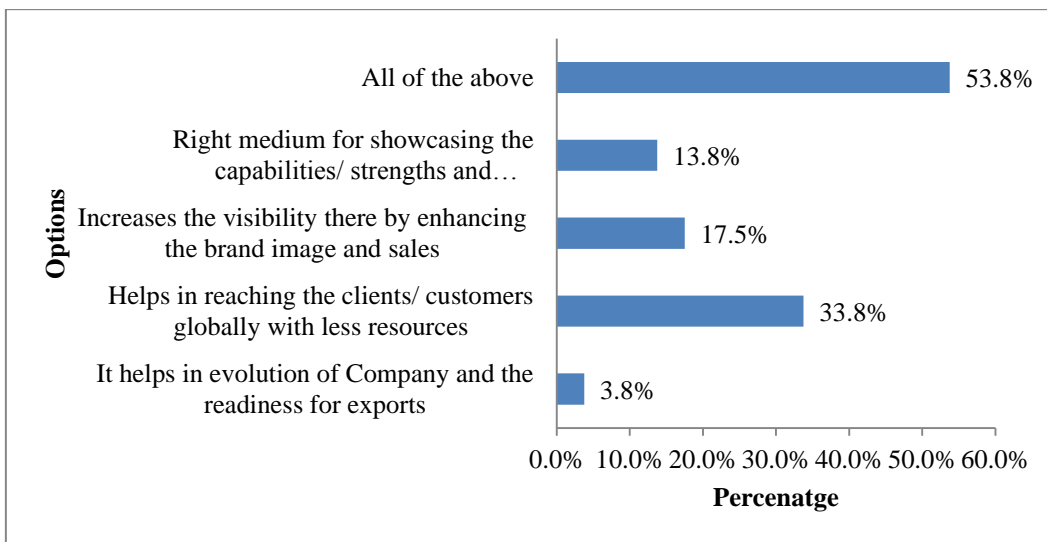 Options
All of the above
53.8%
Right medium for showcasing the
capabilities/ strengths and…
13.8%
Increases the visibility there by enhancing
the brand image and sales
17.5%
Helps in reaching the clients/ customers
globally with less resources
33.8%
It helps in evolution of Company and the
readiness for exports
3.8%
0.0% 10.0% 20.0% 30.0% 40.0% 50.0% 60.0%
Percenatge